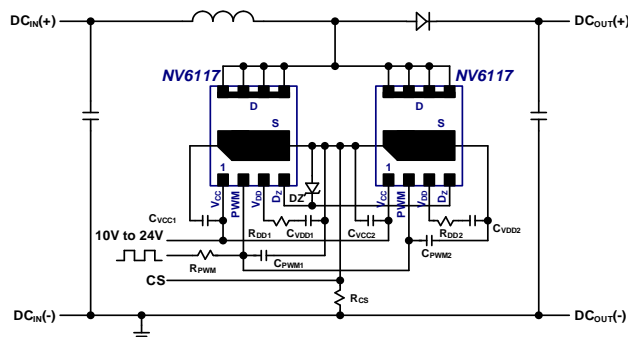 DCIN(+)
DCOUT(+)
NV6117
NV6117
D
D
S
S
1
1
VCC
PWM
VDD
DZ
DZ
VCC
PWM
VDD
DZ
CVCC1
RDD1
CVDD1
CVCC2
RDD2
CVDD2
10V to 24V
RPWM
CPWM1
CPWM2
CS
RCS
DCIN(-)
DCOUT(-)